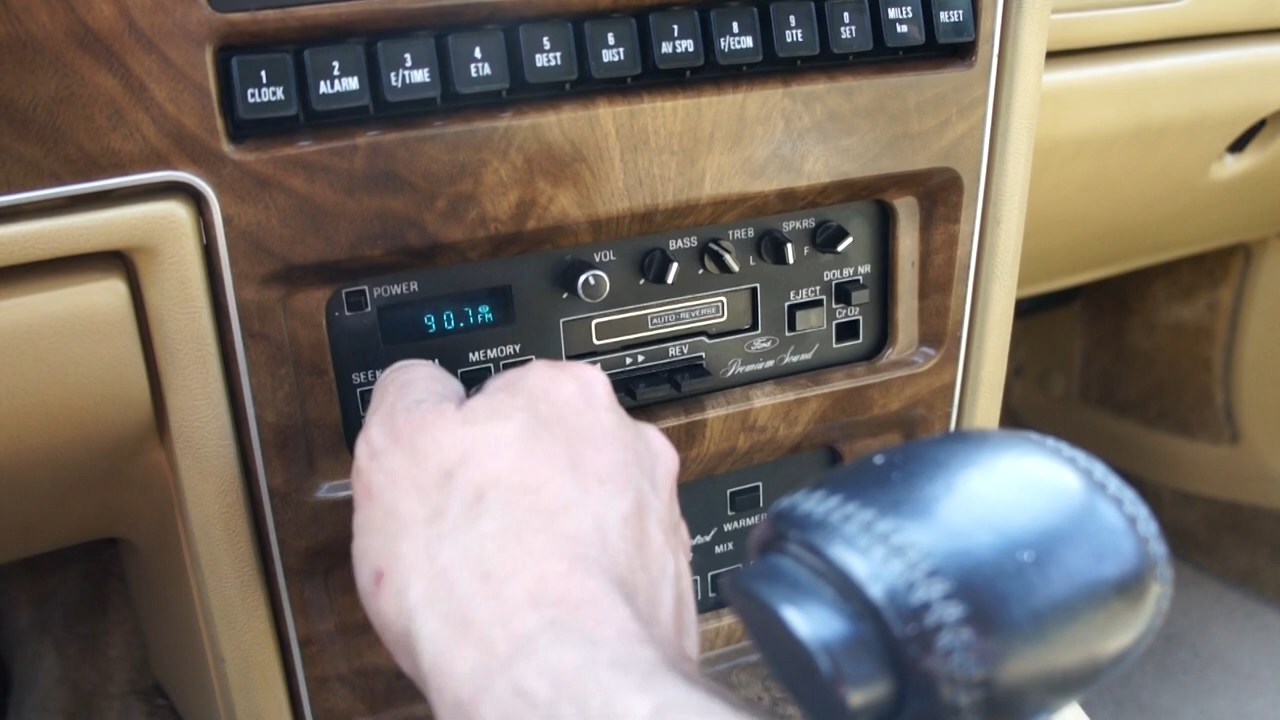 1 CLOCK
2 ALARM
3 E/TIME
4 ETA
5 DEST
6 DIST
7 AV SPD
8 F/ECON
9 DTE
0 SET
MILES km
RESET
POWER
VOL
BASS
TREB
L
SPKRS
F
90.7 FM
AUTO-REVERSE
EJECT
DOLBY NR
CrO2
SEEK
MEMORY
REV
Ford
Premium Sound
WARMER
MIX